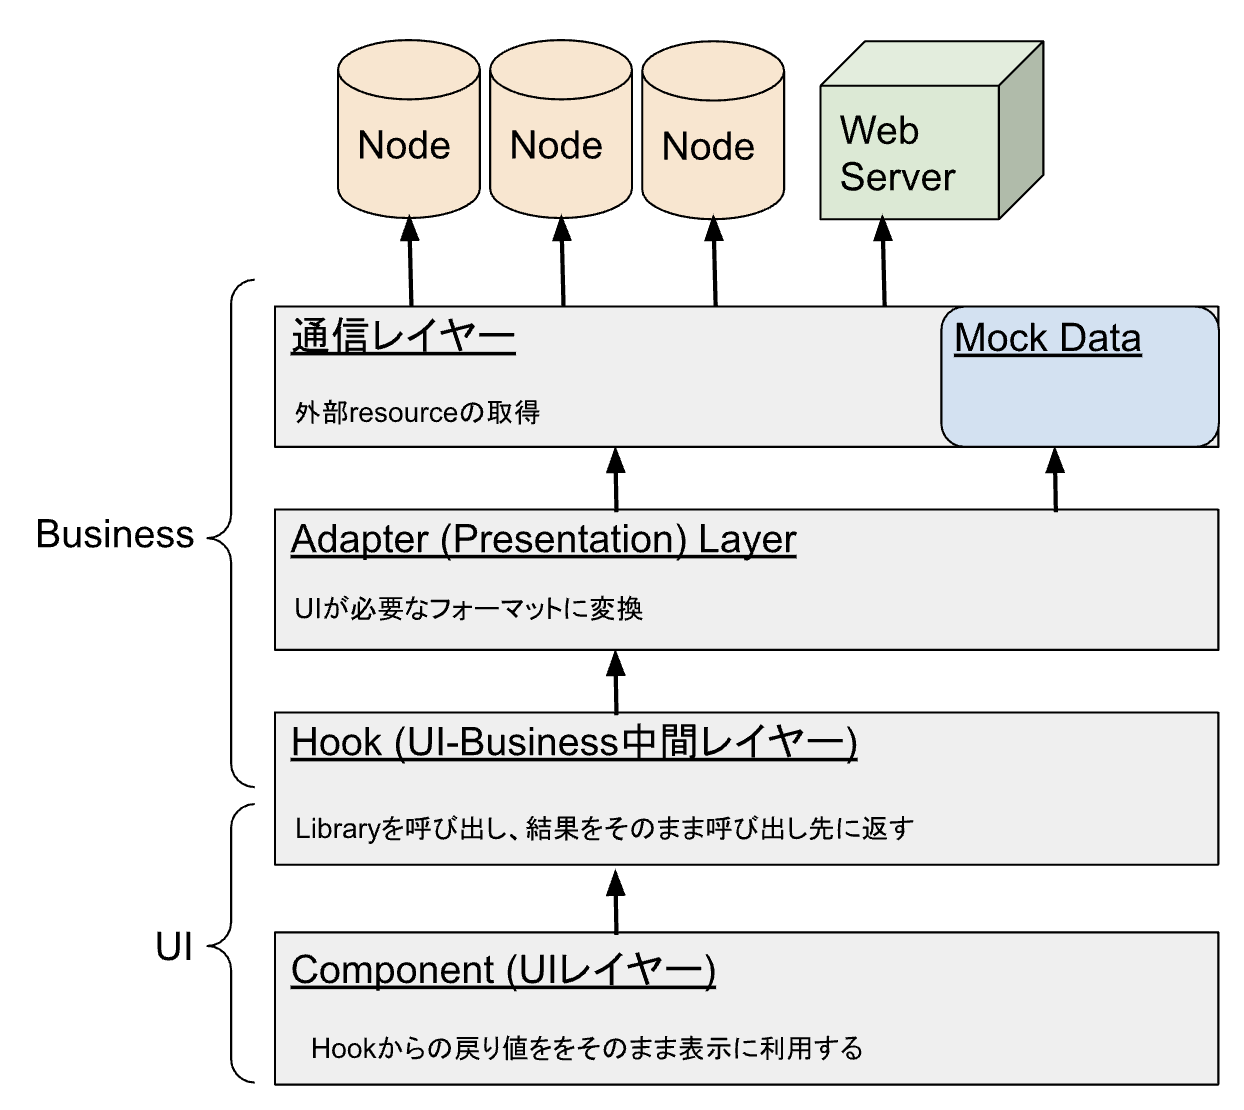 Node
Node
Node
Web
Server
通信レイヤー
Mock Data
外部resourceの取得
Business
Adapter (Presentation) Layer
UIが必要なフォーマットに変換
Hook (UI-Business中間レイヤー)
Libraryを呼び出し、結果をそのまま呼び出し先に返す
UI
Component (UIレイヤー)
Hookからの戻り値ををそのまま表示に利用する